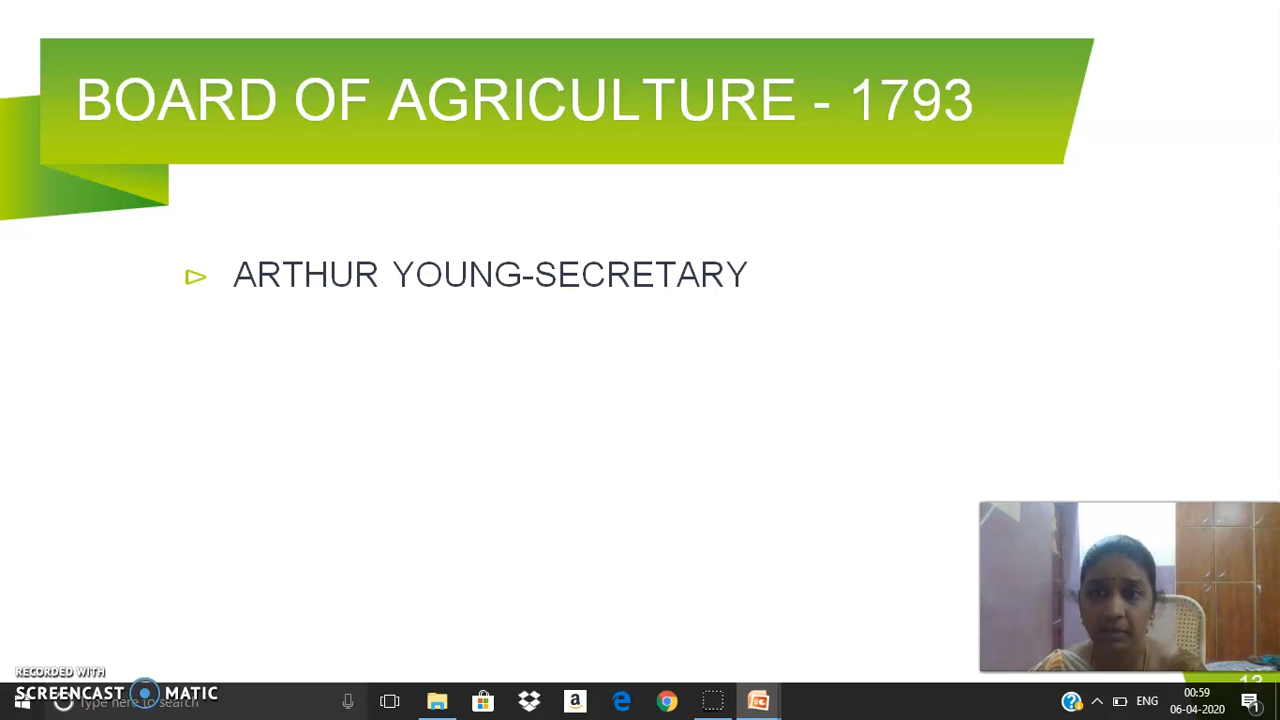 BOARD OF AGRICULTURE - 1793
ARTHUR YOUNG-SECRETARY
RECORDED WITH
SCREENCAST MATIC
Type here to search
ENG
00:59
06-04-2020
1